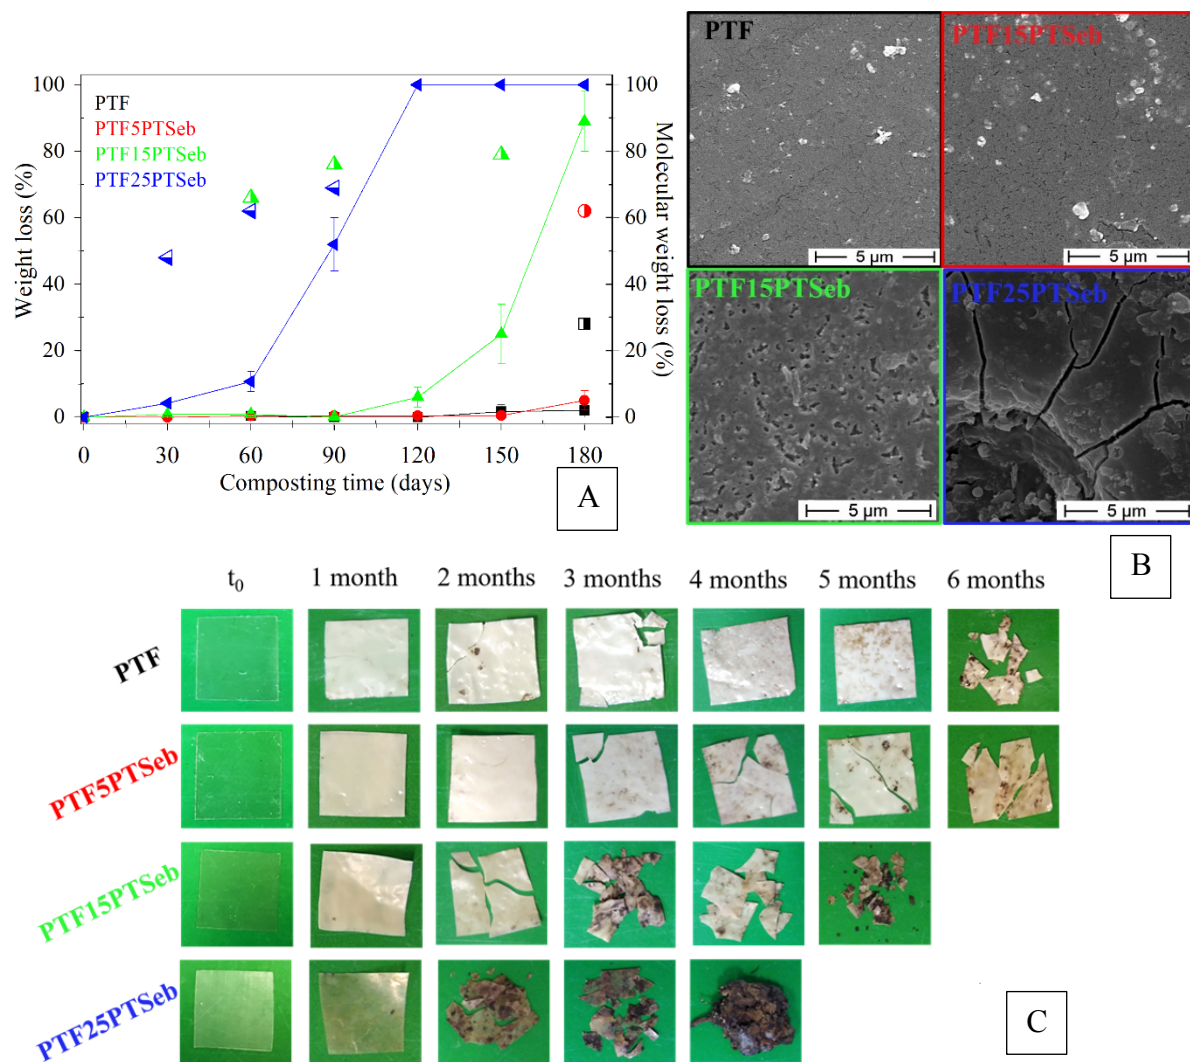 100
80
60
40
20
0
Weight loss (%)
PTF
PTF5PTSeb
PTF15PTSeb
PTF25PTSeb
100
80
60
40
20
0
Molecular weight loss (%)
0 30 60 90 120 150 180
Composting time (days)
A
PTF
5 µm
PTF15PTSeb
5 µm
PTF15PTSeb
5 µm
PTF25PTSeb
5 µm
B
t0 1 month 2 months 3 months 4 months 5 months 6 months
PTF
PTF5PTSeb
PTF15PTSeb
PTF25PTSeb
C